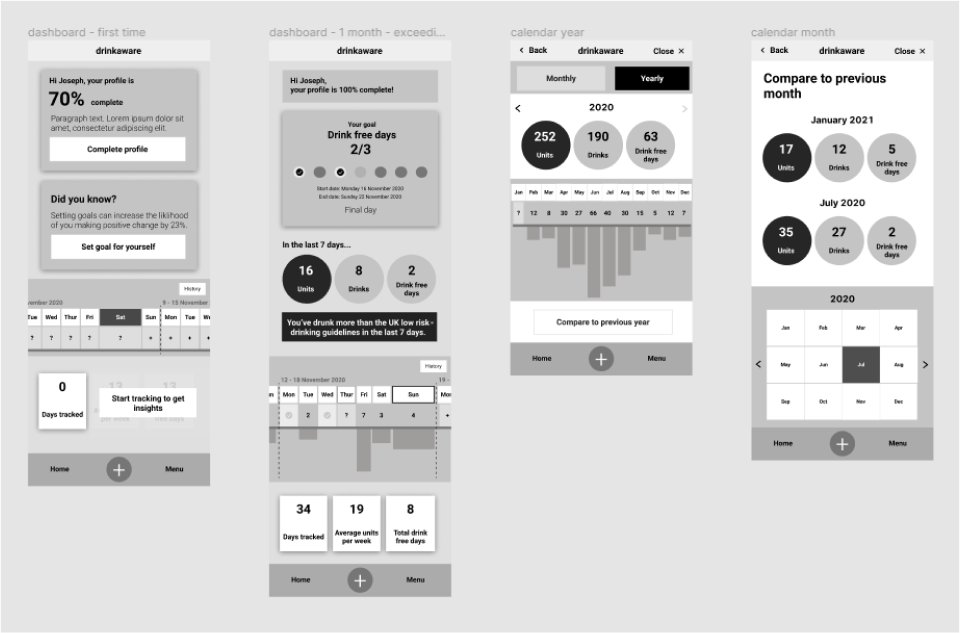 dashboard - first time
drinkaware
Hi Joseph, your profile is
70% complete
Paragraph text. Lorem ipsum dolor sit
amet, consectetur adipiscing elit.
Complete profile
Did you know?
Setting goals can increase the liklihood
of you making positive change by 23%.
Set goal for yourself
History
vember 2020
9 - 15 November
Tue Wed Thur Fri Sat Sun Mon Tue W
? ? ? ? ? + + + +
0
Days tracked
Start tracking to get
insights
Home + Menu
dashboard - 1 month - exceedi...
drinkaware
Hi Joseph,
your profile is 100% complete!
Your goal
Drink free days
2/3
Start date: Monday 16 November 2020
End date: Sunday 22 November 2020
Final day
In the last 7 days...
16 8 2
Units Drinks Drink free
days
You've drunk more than the UK low risk-
drinking guidelines in the last 7 days.
History
12 - 18 November 2020 19 -
Mon Tue Wed Thur Fri Sat Sun Mo
2 ? 7 3 4 +
34 19 8
Days tracked Average units
per week Total drink
free days
Home + Menu
calendar year
< Back drinkaware Close ×
Monthly Yearly
< 2020 >
252 190 63
Units Drinks Drink free
days
Jan Feb Mar Apr May Jun Jul Aug Sep Oct Nov Dec
? 12 8 30 27 66 40 30 15 5 12 7
Compare to previous year
Home + Menu
calendar month
< Back drinkaware Close ×
Compare to previous
month
January 2021
17 12 5
Units Drinks Drink free
days
July 2020
35 27 2
Units Drinks Drink free
days
2020
Jan Feb Mar Apr
< May Jun Jul Aug >
Sep Oct Nov Dec
Home + Menu